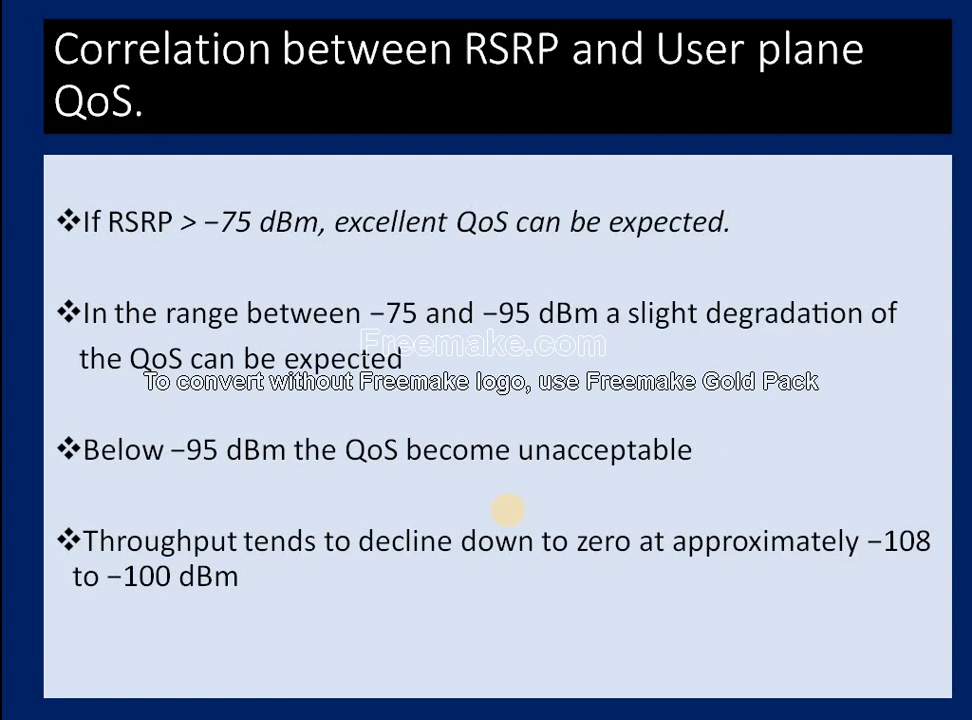 Correlation between RSRP and User plane
QoS.
❖If RSRP > −75 dBm, excellent QoS can be expected.
❖In the range between −75 and −95 dBm a slight degradation of
Freemake.com
the QoS can be expected
To convert without Freemake logo, use Freemake Gold Pack
❖Below −95 dBm the QoS become unacceptable
❖Throughput tends to decline down to zero at approximately −108
to −100 dBm